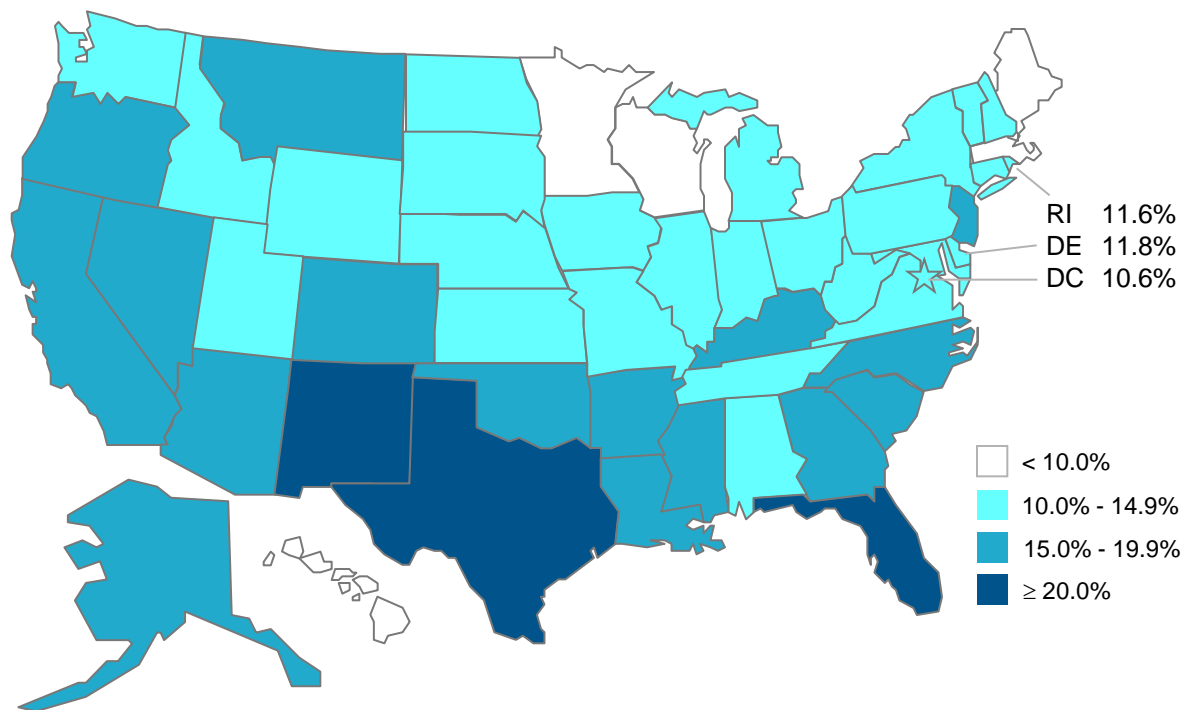 RI 11.6%
DE 11.8%
DC 10.6%
< 10.0%
10.0% - 14.9%
15.0% - 19.9%
≥ 20.0%